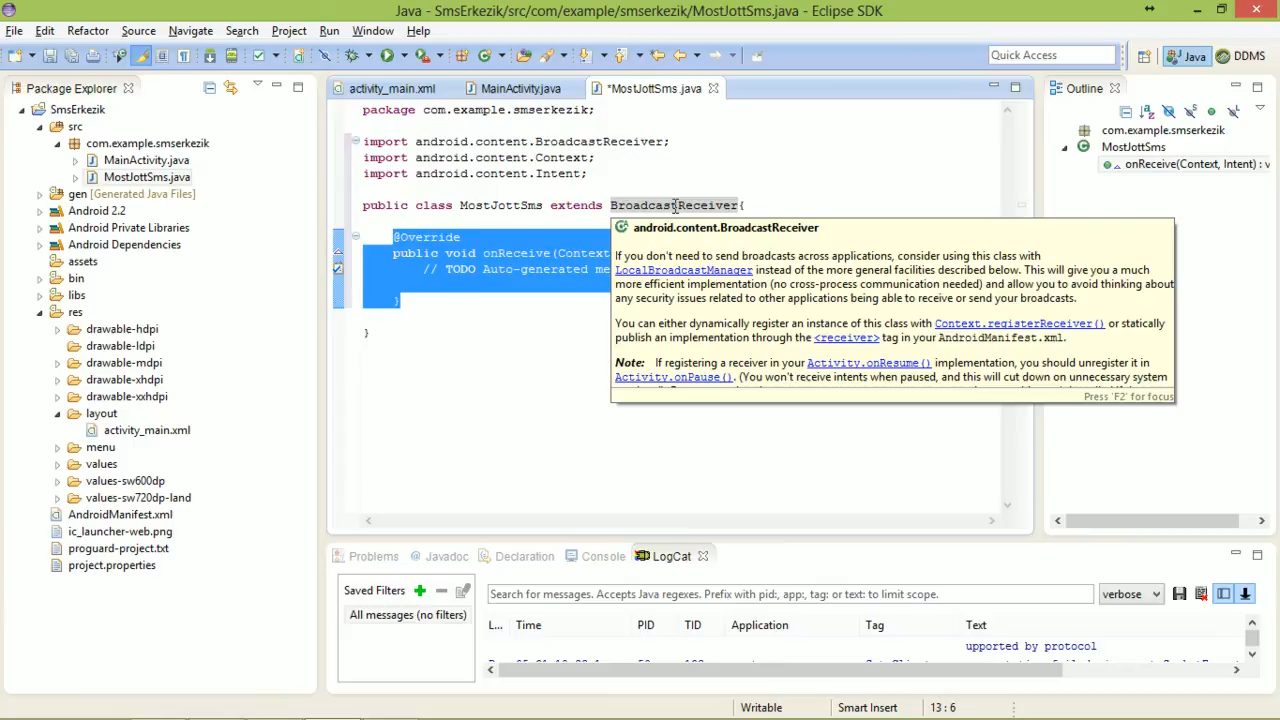 Java - SmsErkezik/src/com/example/smserkezik/MostJottSms.java - Eclipse SDK
File Edit Refactor Source Navigate Search Project Run Window Help
Quick Access
Java
DDMS
Package Explorer
SmsErkezik
src
com.example.smserkezik
MainActivity.java
MostJottSms.java
gen [Generated Java Files]
Android 2.2
Android Private Libraries
Android Dependencies
assets
bin
libs
res
drawable-hdpi
drawable-ldpi
drawable-mdpi
drawable-xhdpi
drawable-xxhdpi
layout
activity_main.xml
menu
values
values-sw600dp
values-sw720dp-land
AndroidManifest.xml
ic_launcher-web.png
proguard-project.txt
project.properties
activity_main.xml
MainActivity.java
*MostJottSms.java
package com.example.smserkezik;
import android.content.BroadcastReceiver;
import android.content.Context;
import android.content.Intent;
public class MostJottSms extends BroadcastReceiver{
@Override
public void onReceive(Context
// TODO Auto-generated me
}
}
android.content.BroadcastReceiver
If you don't need to send broadcasts across applications, consider using this class with
LocalBroadcastManager instead of the more general facilities described below. This will give you a much
more efficient implementation (no cross-process communication needed) and allow you to avoid thinking about
any security issues related to other applications being able to receive or send your broadcasts.
You can either dynamically register an instance of this class with Context.registerReceiver() or statically
publish an implementation through the <receiver> tag in your AndroidManifest.xml.
Note: If registering a receiver in your Activity.onResume() implementation, you should unregister it in
Activity.onPause(). (You won't receive intents when paused, and this will cut down on unnecessary system
Press 'F2' for focus
Outline
com.example.smserkezik
MostJottSms
onReceive(Context, Intent) : v
Problems
Javadoc
Declaration
Console
LogCat
Saved Filters
All messages (no filters)
Search for messages. Accepts Java regexes. Prefix with pid:, app:, tag: or text: to limit scope.
verbose
L... Time PID TID Application Tag Text
upported by protocol
Writable
Smart Insert
13 : 6